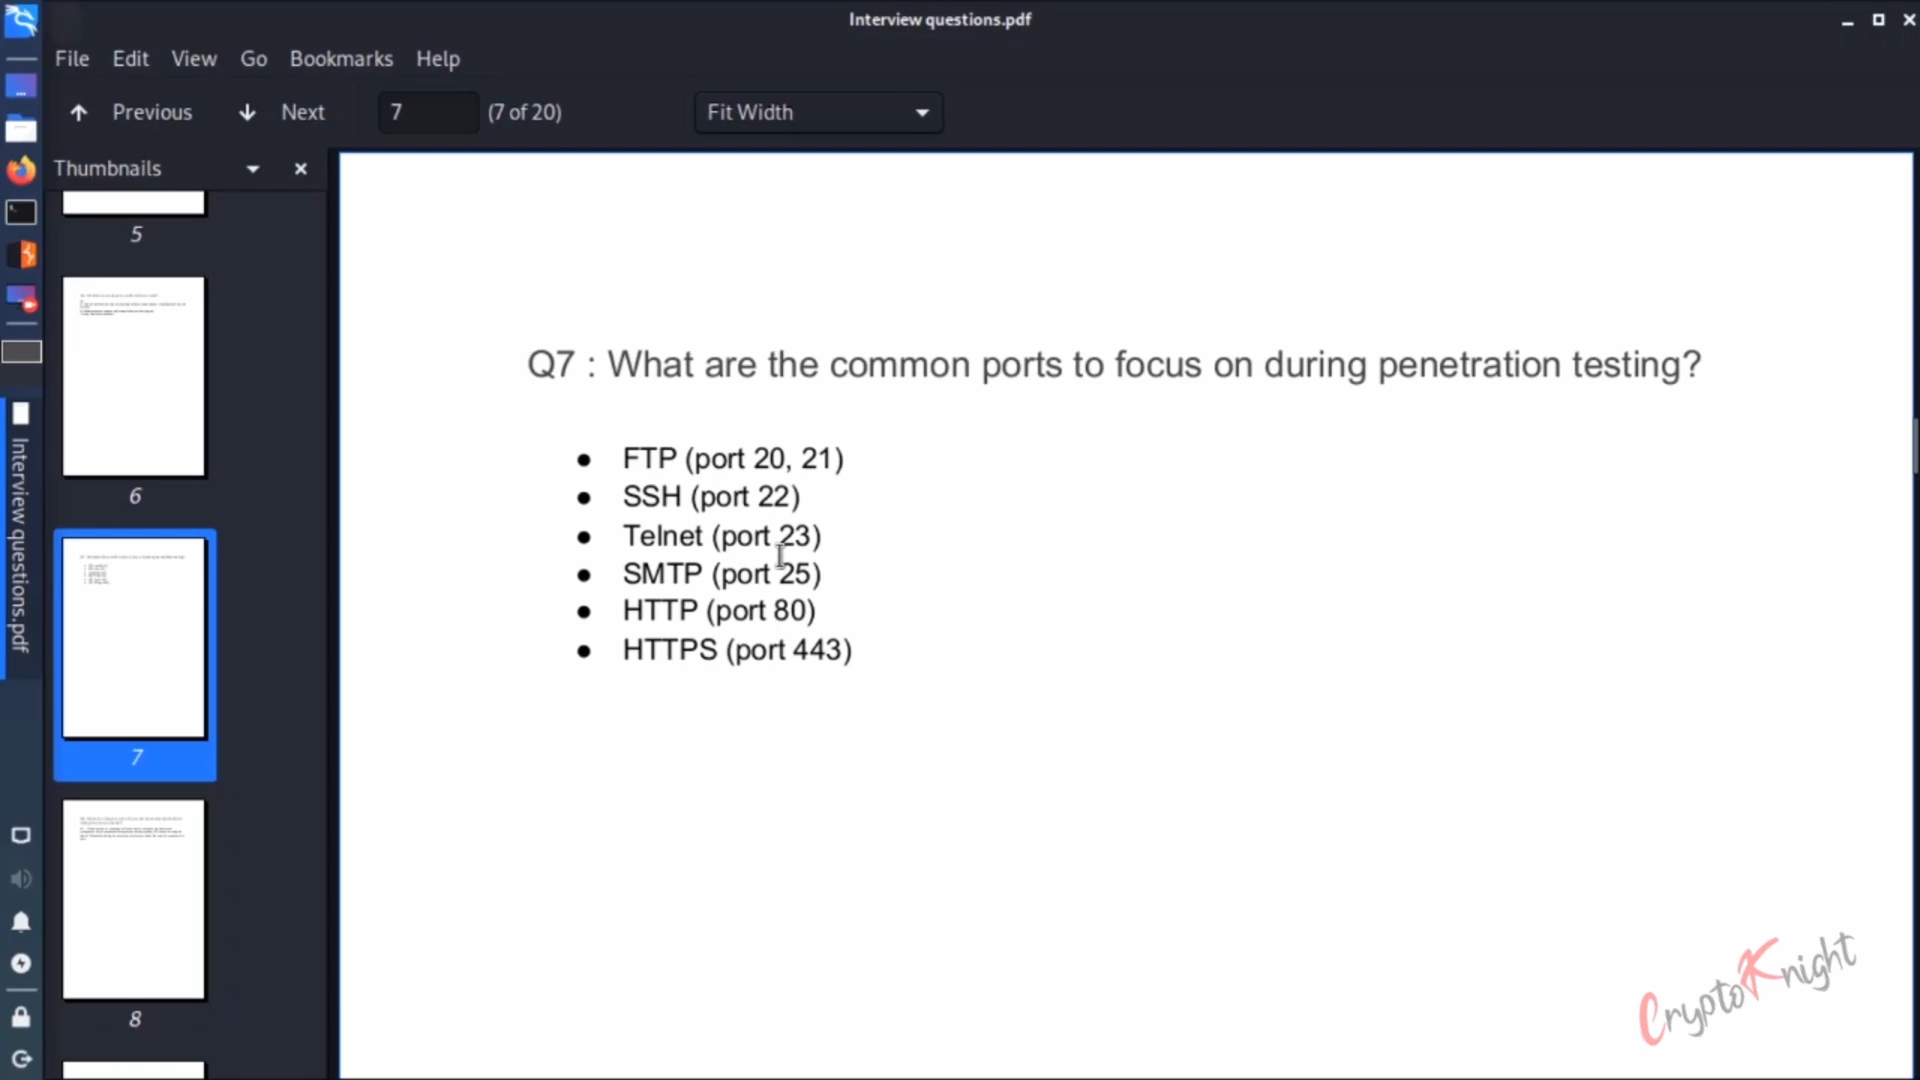 Interview questions.pdf
File Edit View Go Bookmarks Help
Previous Next 7 (7 of 20) Fit Width
Thumbnails
5
6
7
8
Interview questions.pdf
Q7 : What are the common ports to focus on during penetration testing?
● FTP (port 20, 21)
● SSH (port 22)
● Telnet (port 23)
● SMTP (port 25)
● HTTP (port 80)
● HTTPS (port 443)
CryptoKnight